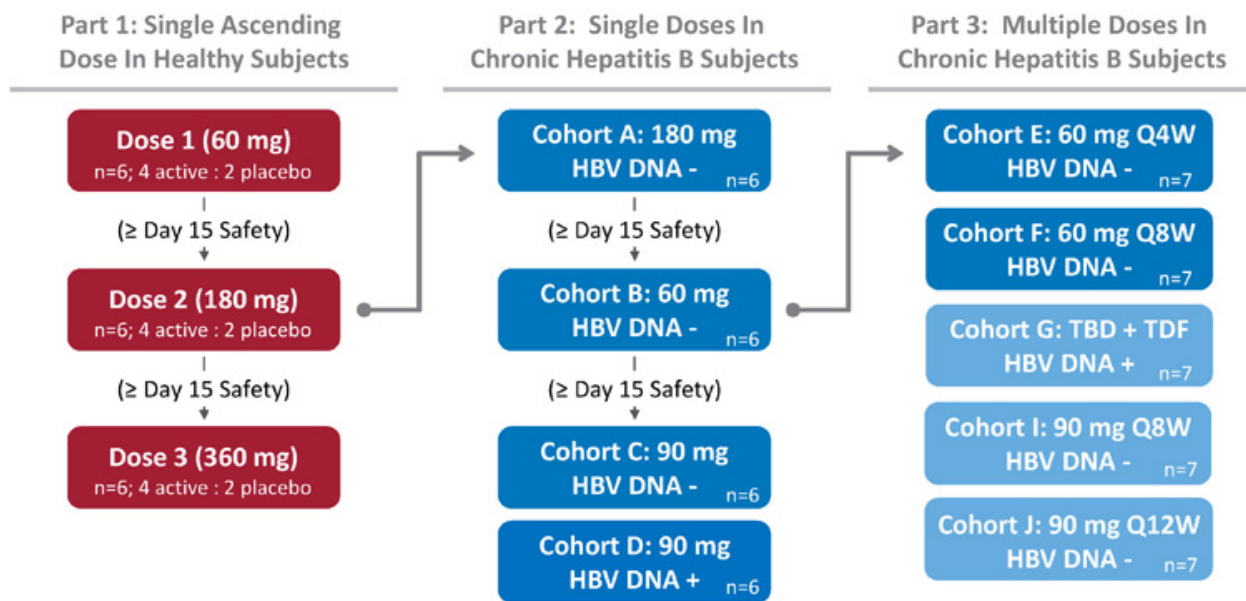 Part 1: Single Ascending
Dose In Healthy Subjects
Dose 1 (60 mg)
n=6; 4 active : 2 placebo
(≥ Day 15 Safety)
Dose 2 (180 mg)
n=6; 4 active : 2 placebo
(≥ Day 15 Safety)
Dose 3 (360 mg)
n=6; 4 active : 2 placebo
Part 2: Single Doses In
Chronic Hepatitis B Subjects
Cohort A: 180 mg
HBV DNA - n=6
(≥ Day 15 Safety)
Cohort B: 60 mg
HBV DNA - n=6
(≥ Day 15 Safety)
Cohort C: 90 mg
HBV DNA - n=6
Cohort D: 90 mg
HBV DNA + n=6
Part 3: Multiple Doses In
Chronic Hepatitis B Subjects
Cohort E: 60 mg Q4W
HBV DNA - n=7
Cohort F: 60 mg Q8W
HBV DNA - n=7
Cohort G: TBD + TDF
HBV DNA + n=7
Cohort I: 90 mg Q8W
HBV DNA - n=7
Cohort J: 90 mg Q12W
HBV DNA - n=7